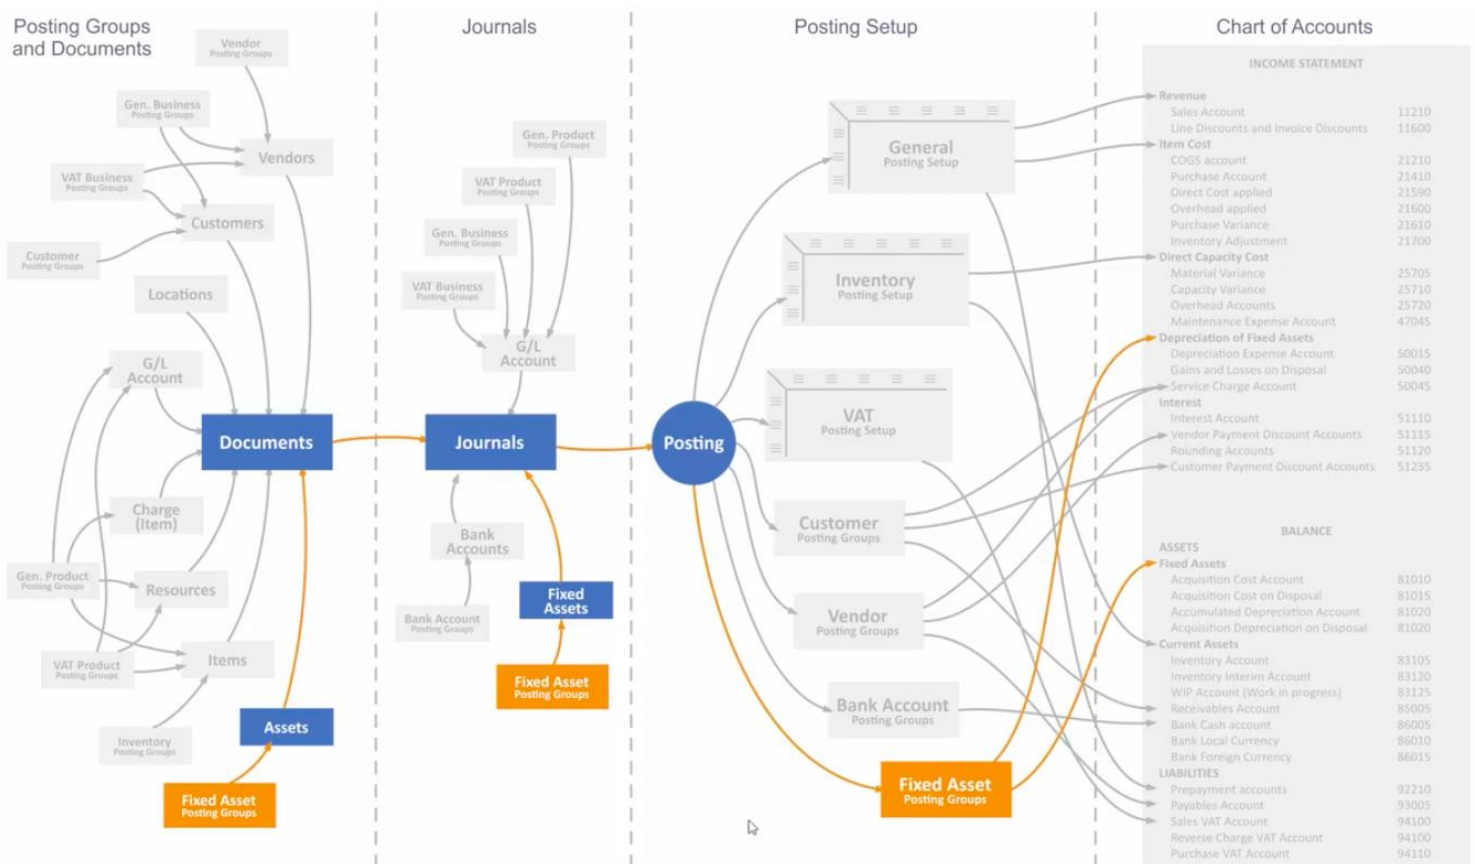 Posting Groups
and Documents
Vendor
Posting Groups
Gen. Business
Posting Groups
Vendors
VAT Business
Posting Groups
Customers
Customer
Posting Groups
Locations
G/L
Account
Documents
Charge
(Item)
Gen. Product
Posting Groups
Resources
VAT Product
Posting Groups
Items
Assets
Inventory
Posting Groups
Fixed Asset
Posting Groups
Journals
Gen. Product
Posting Groups
VAT Product
Posting Groups
Gen. Business
Posting Groups
VAT Business
Posting Groups
G/L
Account
Journals
Bank
Accounts
Fixed
Assets
Bank Account
Posting Groups
Fixed Asset
Posting Groups
Posting Setup
General
Posting Setup
Inventory
Posting Setup
VAT
Posting Setup
Posting
Customer
Posting Groups
Vendor
Posting Groups
Bank Account
Posting Groups
Fixed Asset
Posting Groups
Chart of Accounts
INCOME STATEMENT
Revenue
Sales Account 11210
Line Discounts and Invoice Discounts 11600
Item Cost
COGS account 21210
Purchase Account 21410
Direct Cost applied 21590
Overhead applied 21600
Purchase Variance 21610
Inventory Adjustment 21700
Direct Capacity Cost
Material Variance 25705
Capacity Variance 25710
Overhead Accounts 25720
Maintenance Expense Account 47045
Depreciation of Fixed Assets
Depreciation Expense Account 50015
Gains and Losses on Disposal 50040
Service Charge Account 50045
Interest
Interest Account 51110
Vendor Payment Discount Accounts 51115
Rounding Accounts 51120
Customer Payment Discount Accounts 51235
BALANCE
ASSETS
Fixed Assets
Acquisition Cost Account 81010
Acquisition Cost on Disposal 81015
Accumulated Depreciation Account 81020
Acquisition Depreciation on Disposal 81020
Current Assets
Inventory Account 83105
Inventory Interim Account 83120
WIP Account (Work in progress) 83125
Receivables Account 85005
Bank Cash account 86005
Bank Local Currency 86010
Bank Foreign Currency 86015
LIABILITIES
Prepayment accounts 92210
Payables Account 93005
Sales VAT Account 94100
Reverse Charge VAT Account 94100
Purchase VAT Account 94110